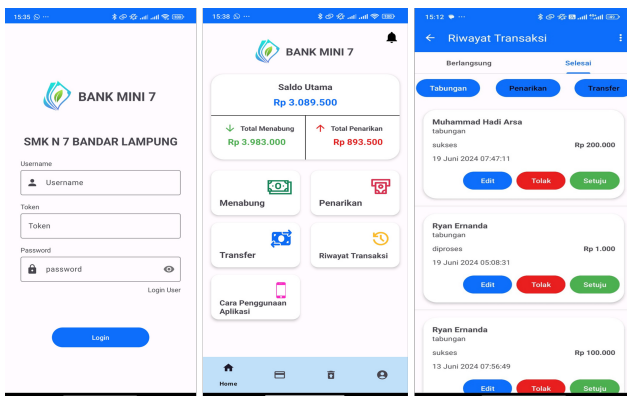 15:35
BANK MINI 7
SMK N 7 BANDAR LAMPUNG
Username
Username
Token
Token
Password
password
Login User
Login
15:38
BANK MINI 7
Saldo
Utama
Rp 3.089.500
Total Menabung
Rp 3.983.000
Total Penarikan
Rp 893.500
Menabung
Penarikan
Transfer
Riwayat Transaksi
Cara Penggunaan
Aplikasi
Home
15:12
Riwayat Transaksi
Berlangsung
Selesai
Tabungan
Penarikan
Transfer
Muhammad Hadi Arsa
tabungan
sukses
Rp 200.000
19 Juni 2024 07:47:11
Edit
Tolak
Setuju
Ryan Ernanda
tabungan
diproses
Rp 1.000
19 Juni 2024 05:08:31
Edit
Tolak
Setuju
Ryan Ernanda
tabungan
sukses
Rp 100.000
13 Juni 2024 07:56:49
Edit
Tolak
Setuju